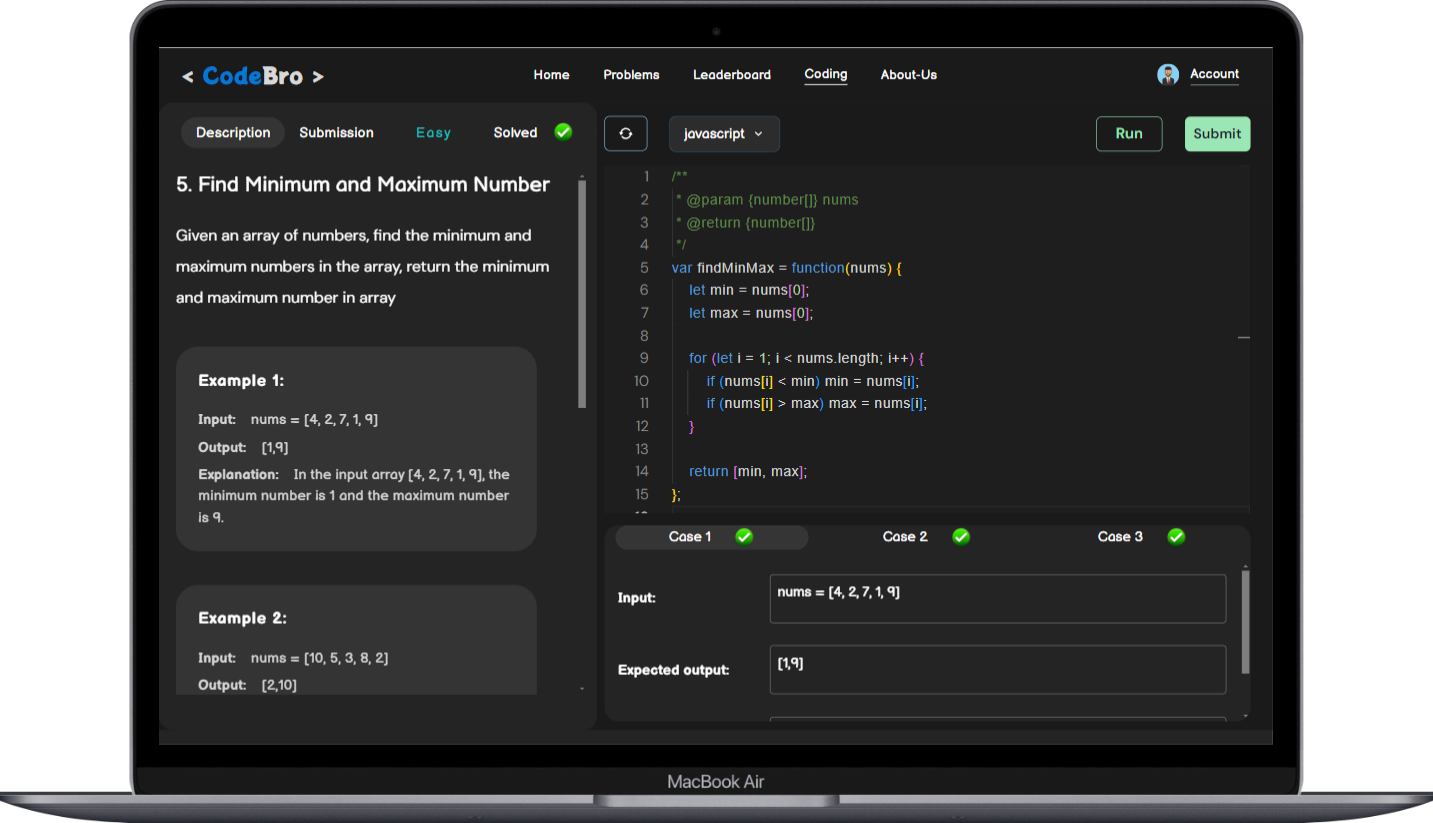 < CodeBro >
Home Problems Leaderboard Coding About-Us Account
Description Submission Easy Solved
5. Find Minimum and Maximum Number
Given an array of numbers, find the minimum and
maximum numbers in the array, return the minimum
and maximum number in array
Example 1:
Input: nums = [4, 2, 7, 1, 9]
Output: [1,9]
Explanation: In the input array [4, 2, 7, 1, 9], the
minimum number is 1 and the maximum number
is 9.
Example 2:
Input: nums = [10, 5, 3, 8, 2]
Output: [2,10]
javascript Run Submit
1 /**
2 * @param {number[]} nums
3 * @return {number[]}
4 */
5 var findMinMax = function(nums) {
6 let min = nums[0];
7 let max = nums[0];
8
9 for (let i = 1; i < nums.length; i++) {
10 if (nums[i] < min) min = nums[i];
11 if (nums[i] > max) max = nums[i];
12 }
13
14 return [min, max];
15 };
Case 1 Case 2 Case 3
Input: nums = [4, 2, 7, 1, 9]
Expected output: [1,9]
MacBook Air